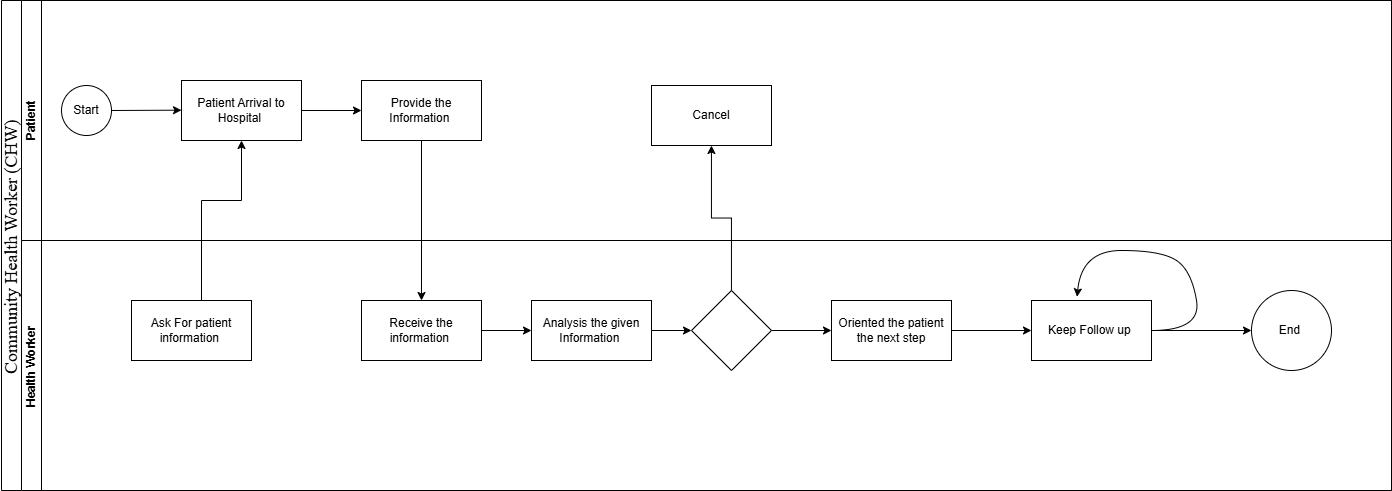 Community Health Worker (CHW)
Patient
Start
Patient Arrival to
Hospital
Provide the
Information
Cancel
Health Worker
Ask For patient
information
Receive the
information
Analysis the given
Information
Oriented the patient
the next step
Keep Follow up
End